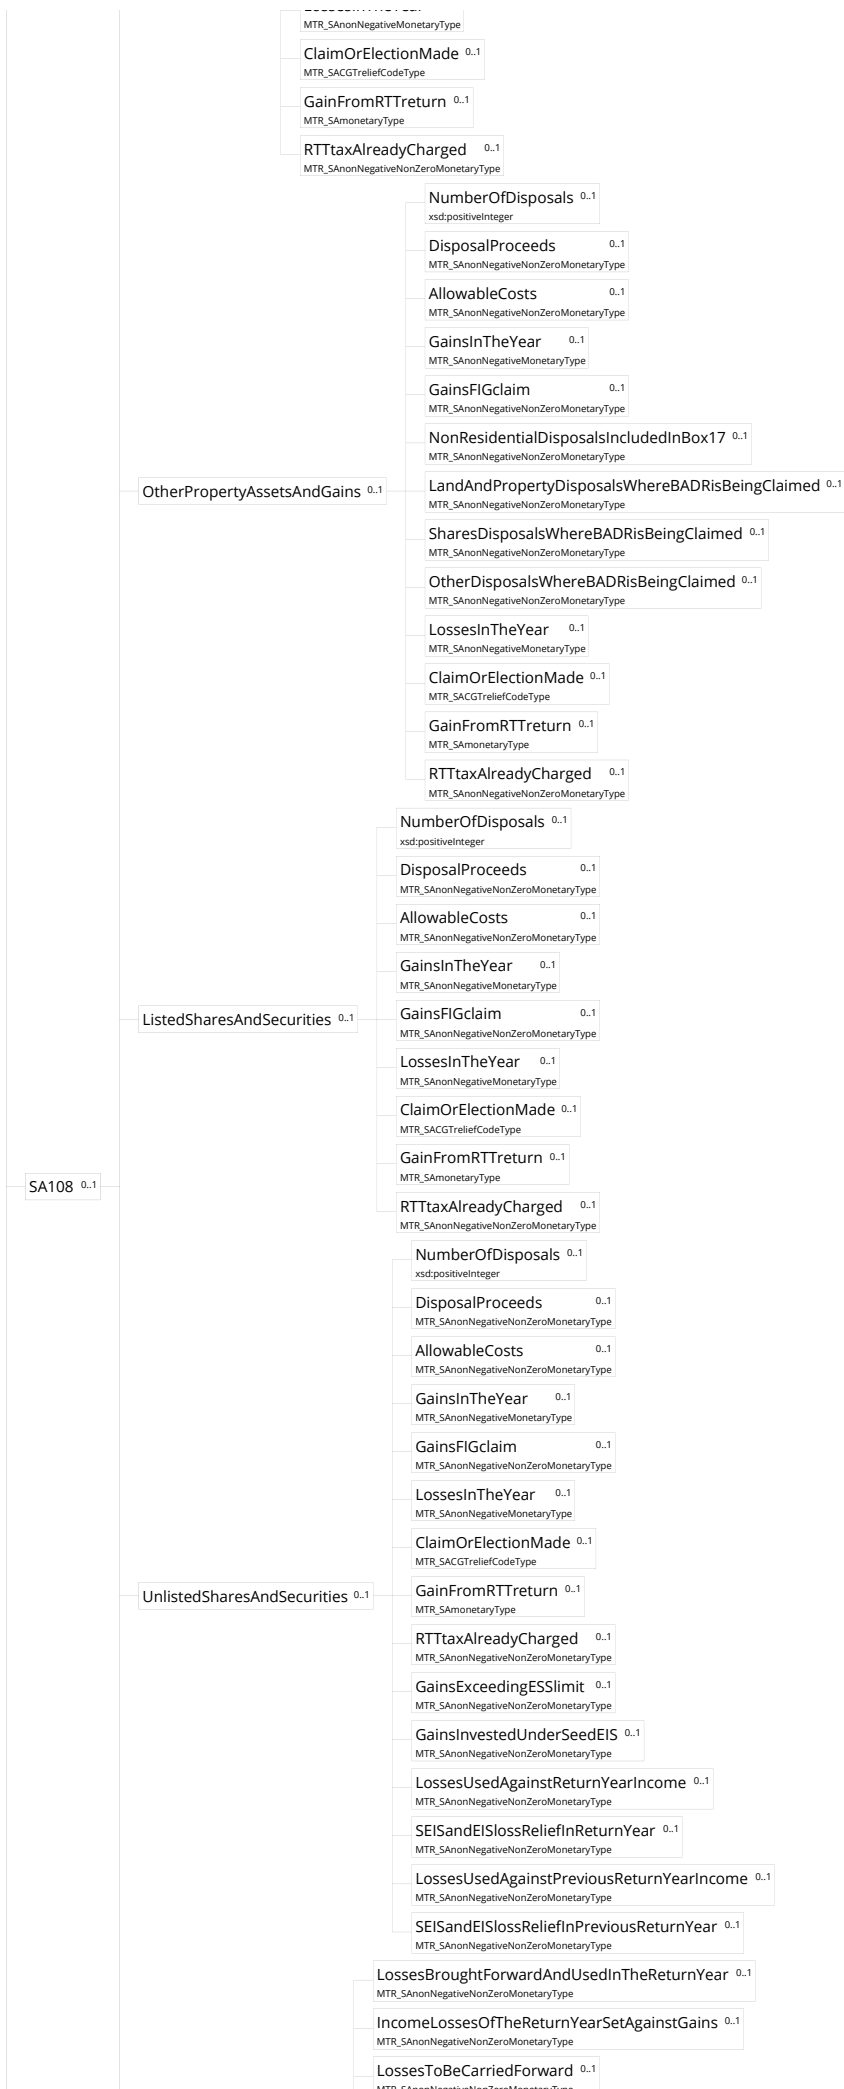 MTR_SAnonNegativeMonetaryType
ClaimOrElectionMade 0..1
MTR_SACGTreliefCodeType
GainFromRTTreturn 0..1
MTR_SAmonetaryType
RTTtaxAlreadyCharged 0..1
MTR_SAnonNegativeNonZeroMonetaryType
NumberOfDisposals 0..1
xsd:positiveInteger
DisposalProceeds 0..1
MTR_SAnonNegativeNonZeroMonetaryType
AllowableCosts 0..1
MTR_SAnonNegativeNonZeroMonetaryType
GainsInTheYear 0..1
MTR_SAnonNegativeMonetaryType
GainsFIGclaim 0..1
MTR_SAnonNegativeNonZeroMonetaryType
NonResidentialDisposalsIncludedInBox17 0..1
MTR_SAnonNegativeNonZeroMonetaryType
OtherPropertyAssetsAndGains 0..1
LandAndPropertyDisposalsWhereBADRisBeingClaimed 0..1
MTR_SAnonNegativeNonZeroMonetaryType
SharesDisposalsWhereBADRisBeingClaimed 0..1
MTR_SAnonNegativeNonZeroMonetaryType
OtherDisposalsWhereBADRisBeingClaimed 0..1
MTR_SAnonNegativeNonZeroMonetaryType
LossesInTheYear 0..1
MTR_SAnonNegativeMonetaryType
ClaimOrElectionMade 0..1
MTR_SACGTreliefCodeType
GainFromRTTreturn 0..1
MTR_SAmonetaryType
RTTtaxAlreadyCharged 0..1
MTR_SAnonNegativeNonZeroMonetaryType
NumberOfDisposals 0..1
xsd:positiveInteger
DisposalProceeds 0..1
MTR_SAnonNegativeNonZeroMonetaryType
AllowableCosts 0..1
MTR_SAnonNegativeNonZeroMonetaryType
GainsInTheYear 0..1
MTR_SAnonNegativeMonetaryType
GainsFIGclaim 0..1
MTR_SAnonNegativeNonZeroMonetaryType
ListedSharesAndSecurities 0..1
LossesInTheYear 0..1
MTR_SAnonNegativeMonetaryType
ClaimOrElectionMade 0..1
MTR_SACGTreliefCodeType
GainFromRTTreturn 0..1
MTR_SAmonetaryType
SA108 0..1
RTTtaxAlreadyCharged 0..1
MTR_SAnonNegativeNonZeroMonetaryType
NumberOfDisposals 0..1
xsd:positiveInteger
DisposalProceeds 0..1
MTR_SAnonNegativeNonZeroMonetaryType
AllowableCosts 0..1
MTR_SAnonNegativeNonZeroMonetaryType
GainsInTheYear 0..1
MTR_SAnonNegativeMonetaryType
GainsFIGclaim 0..1
MTR_SAnonNegativeNonZeroMonetaryType
LossesInTheYear 0..1
MTR_SAnonNegativeMonetaryType
ClaimOrElectionMade 0..1
MTR_SACGTreliefCodeType
UnlistedSharesAndSecurities 0..1
GainFromRTTreturn 0..1
MTR_SAmonetaryType
RTTtaxAlreadyCharged 0..1
MTR_SAnonNegativeNonZeroMonetaryType
GainsExceedingESSlimit 0..1
MTR_SAnonNegativeNonZeroMonetaryType
GainsInvestedUnderSeedEIS 0..1
MTR_SAnonNegativeNonZeroMonetaryType
LossesUsedAgainstReturnYearIncome 0..1
MTR_SAnonNegativeNonZeroMonetaryType
SEISandEISlossReliefInReturnYear 0..1
MTR_SAnonNegativeNonZeroMonetaryType
LossesUsedAgainstPreviousReturnYearIncome 0..1
MTR_SAnonNegativeNonZeroMonetaryType
SEISandEISlossReliefInPreviousReturnYear 0..1
MTR_SAnonNegativeNonZeroMonetaryType
LossesBroughtForwardAndUsedInTheReturnYear 0..1
MTR_SAnonNegativeNonZeroMonetaryType
IncomeLossesOfTheReturnYearSetAgainstGains 0..1
MTR_SAnonNegativeNonZeroMonetaryType
LossesToBeCarriedForward 0..1